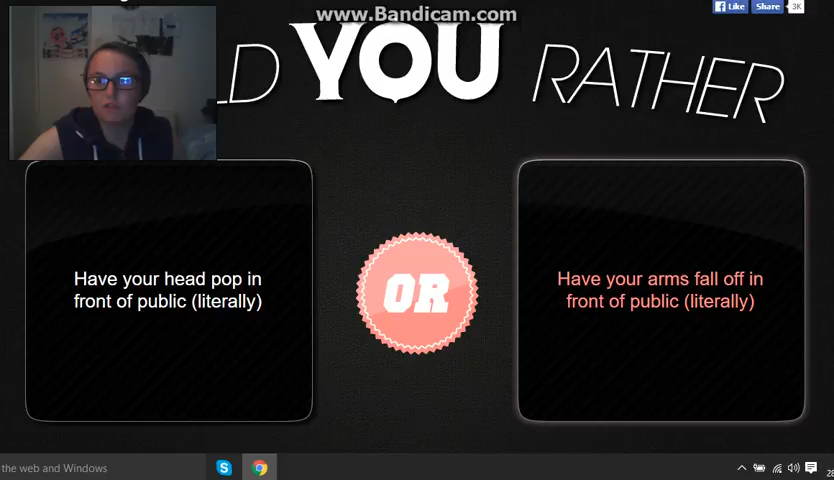 www.Bandicam.com
Like Share 3K
LD YOU RATHER
Have your head pop in
front of public (literally)
OR
Have your arms fall off in
front of public (literally)
the web and Windows
28